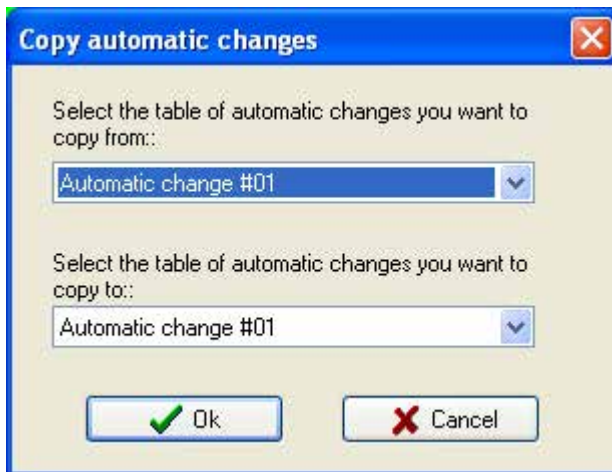 Copy automatic changes
Select the table of automatic changes you want to
copy from::
Automatic change #01
Select the table of automatic changes you want to
copy to::
Automatic change #01
Ok
Cancel